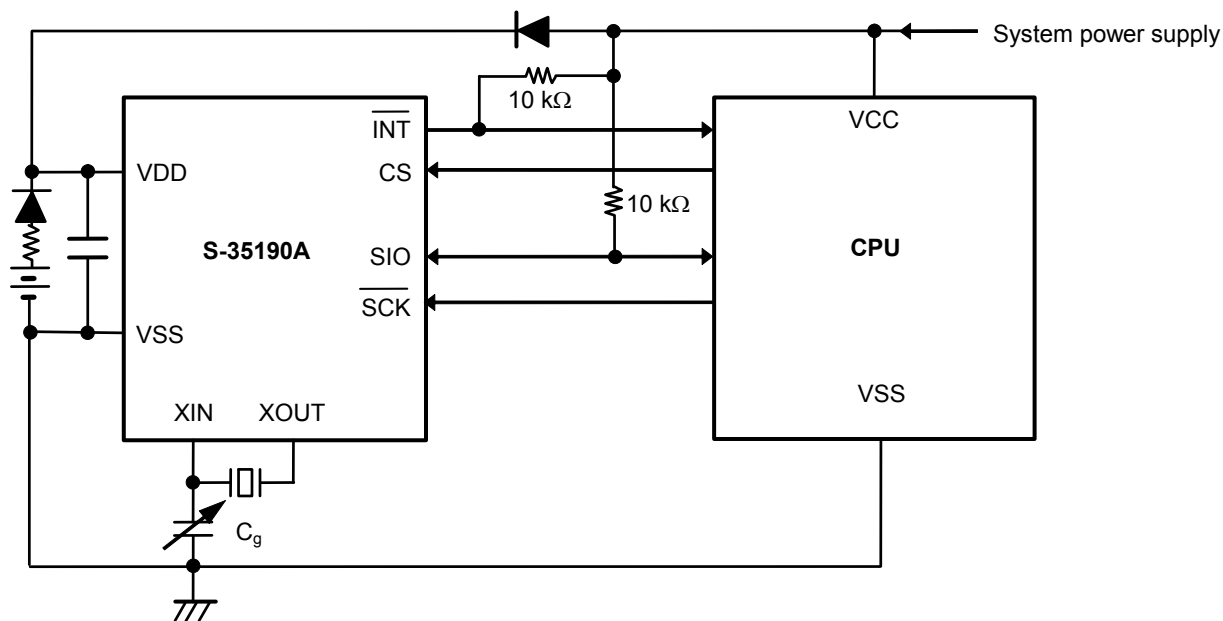 System power supply
10 kΩ
INT
VCC
VDD
CS
10 kΩ
S-35190A
SIO
CPU
SCK
VSS
VSS
XIN XOUT
Cg